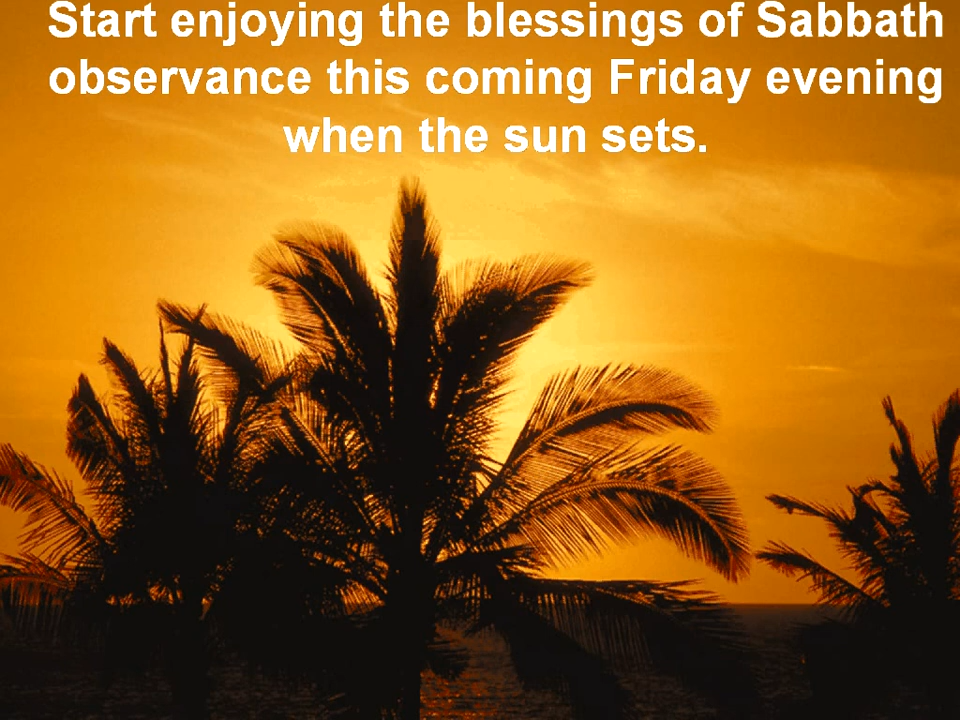 Start enjoying the blessings of Sabbath
observance this coming Friday evening
when the sun sets.